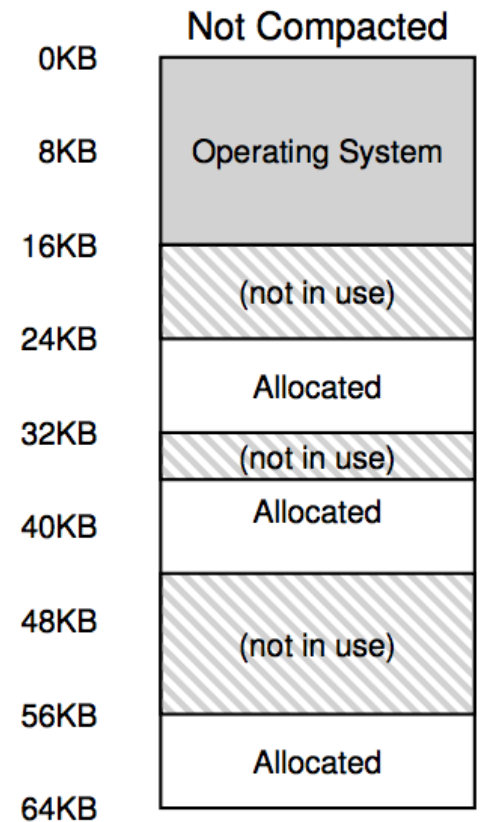 Not Compacted
0KB
8KB
Operating System
16KB
(not in use)
24KB
Allocated
32KB
(not in use)
Allocated
40KB
48KB
(not in use)
56KB
Allocated
64KB